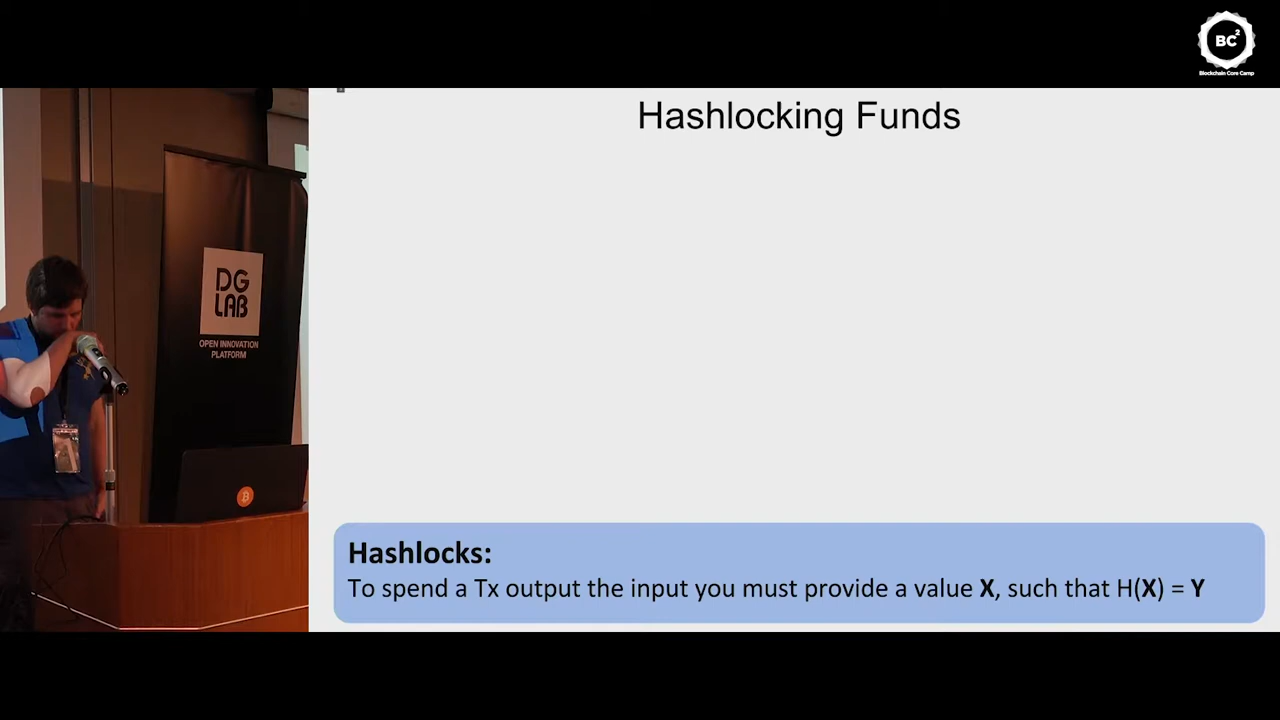 BC²
Blockchain Core Camp
Hashlocking Funds
DG
LAB
OPEN INNOVATION
PLATFORM
Hashlocks:
To spend a Tx output the input you must provide a value X, such that H(X) = Y